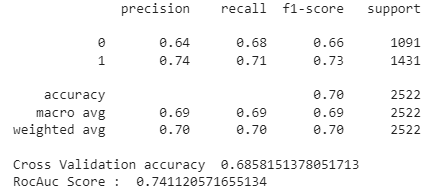 precision recall f1-score support
0 0.64 0.68 0.66 1091
1 0.74 0.71 0.73 1431
accuracy 0.70 2522
macro avg 0.69 0.69 0.69 2522
weighted avg 0.70 0.70 0.70 2522
Cross Validation accuracy 0.6858151378051713
RocAuc Score : 0.741120571655134